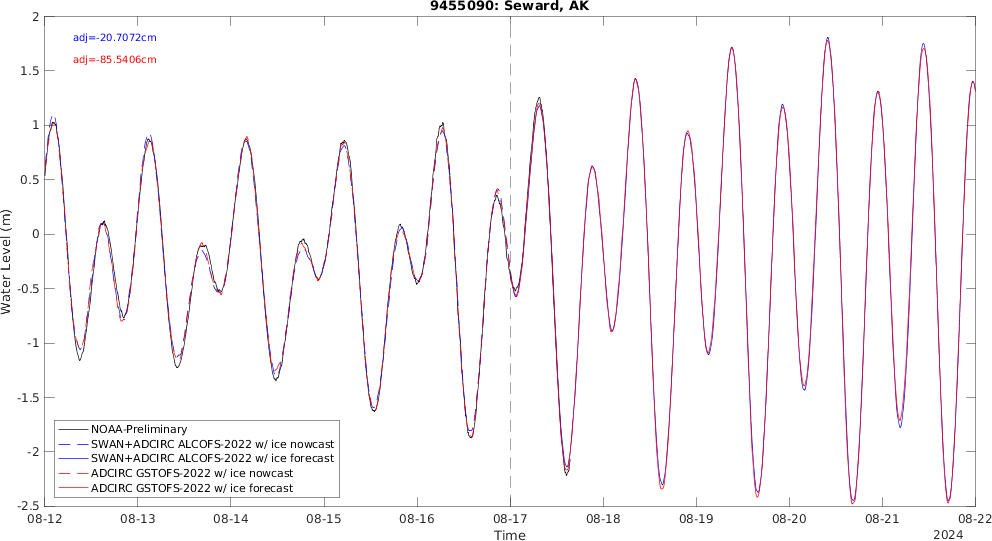 9455090: Seward, AK
adj=-20.7072cm
adj=-85.5406cm
Water Level (m)
2
1.5
1
0.5
0
-0.5
-1
-1.5
-2
-2.5
NOAA-Preliminary
SWAN+ADCIRC ALCOFS-2022 w/ ice nowcast
SWAN+ADCIRC ALCOFS-2022 w/ ice forecast
ADCIRC GSTOFS-2022 w/ ice nowcast
ADCIRC GSTOFS-2022 w/ ice forecast
08-12 08-13 08-14 08-15 08-16 08-17 08-18 08-19 08-20 08-21 08-22
Time
2024